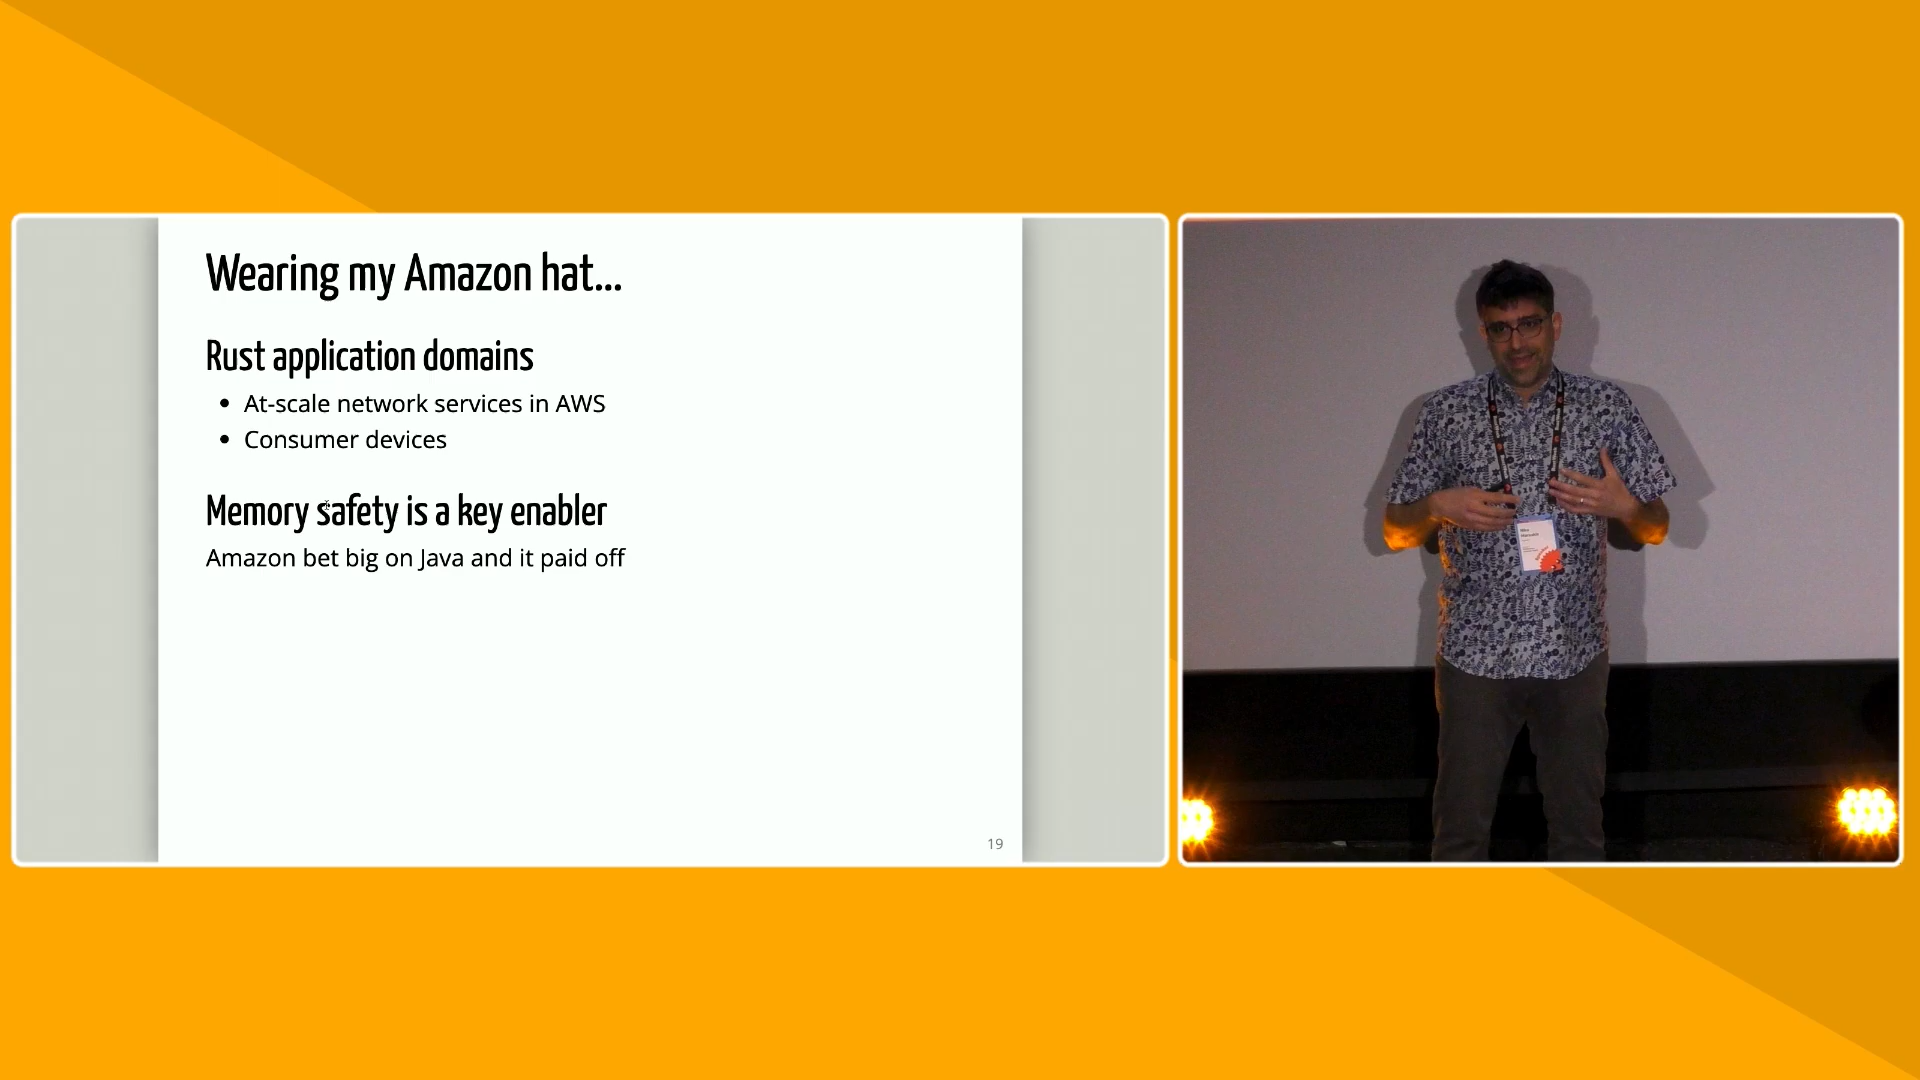 Wearing my Amazon hat...
Rust application domains
• At-scale network services in AWS
• Consumer devices
Memory safety is a key enabler
Amazon bet big on Java and it paid off
19